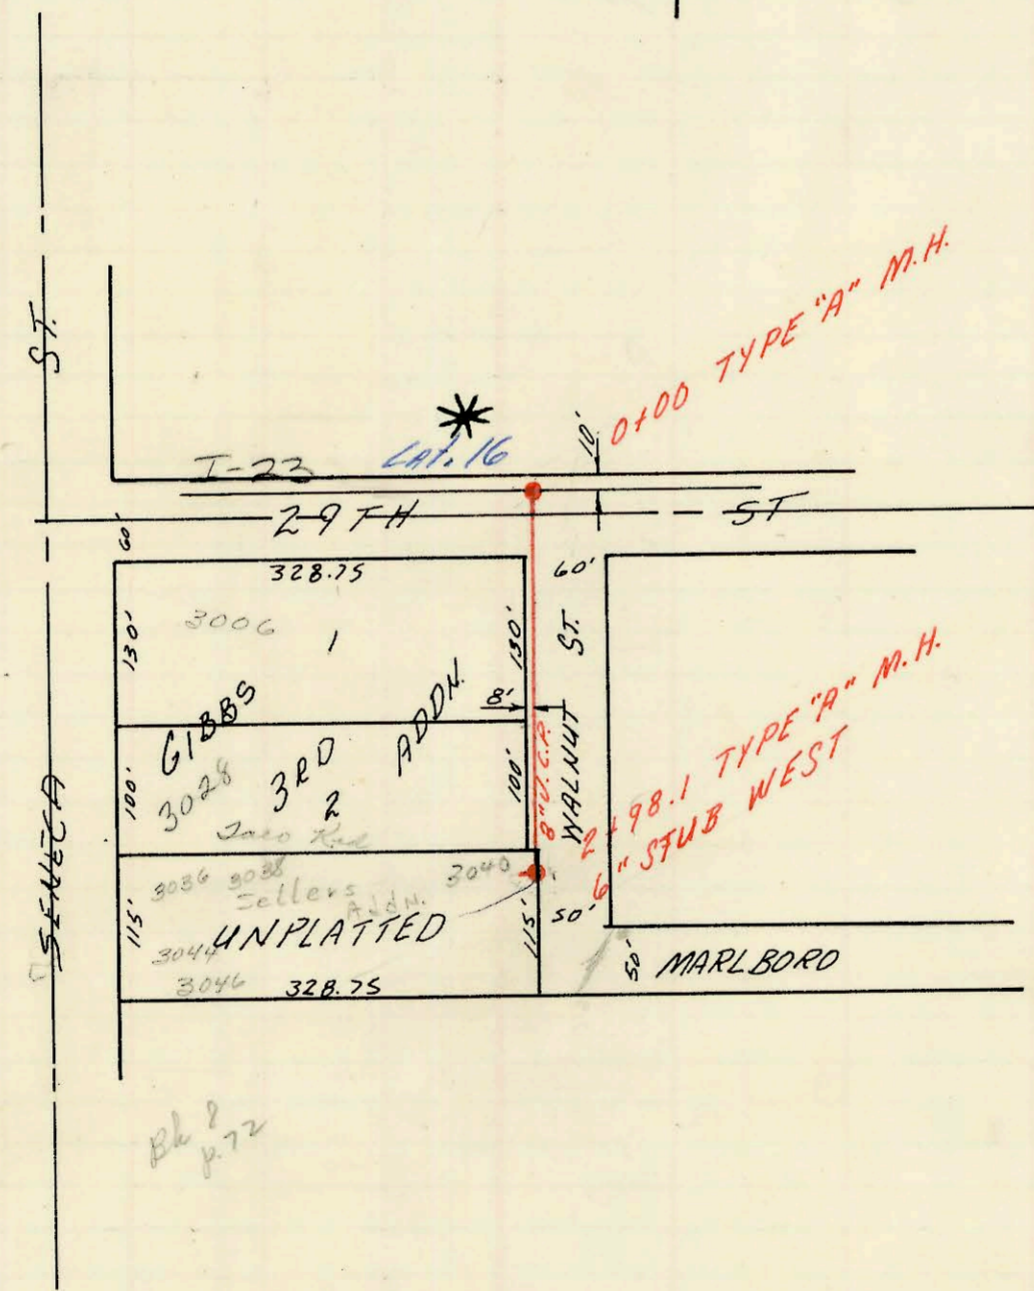 ST.
SENECA
0+00 TYPE "A" M.H.
10'
LAT. 16
I-23
29TH ST
60'
328.75
60'
3006
1
130'
130'
ST.
WALNUT
8'
GIBBS
3RD
ADDN.
3028
2
100'
100'
8" V.C.P.
2+98.1 TYPE "A" M.H.
6" STUB WEST
3036 3038
3040
Sellers
Addn.
UNPLATTED
115'
115'
50'
3044
3046
328.75
50'
MARLBORO
Bk 8
p. 72